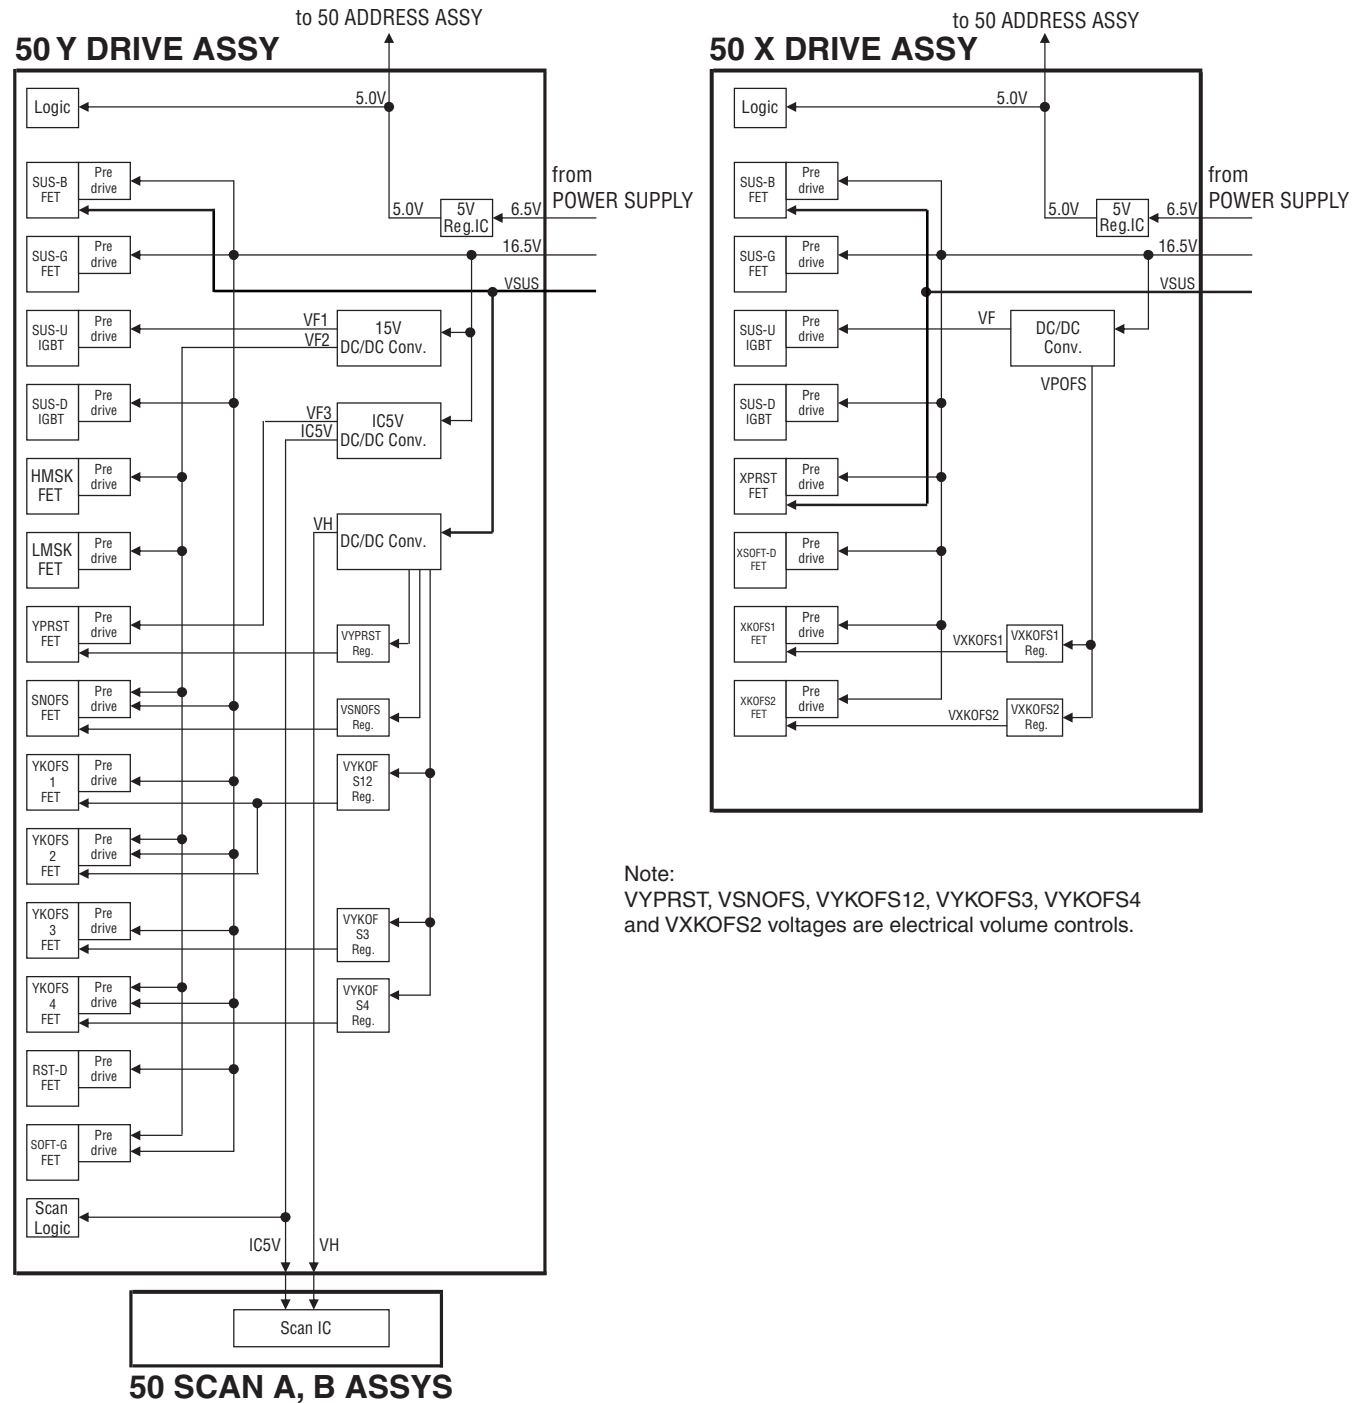 to 50 ADDRESS ASSY
50 Y DRIVE ASSY
Logic
5.0V
SUS-B
FET
Pre
drive
from
POWER SUPPLY
5.0V
5V
Reg.IC
6.5V
SUS-G
FET
Pre
drive
16.5V
VSUS
SUS-U
IGBT
Pre
drive
VF1
VF2
15V
DC/DC Conv.
SUS-D
IGBT
Pre
drive
VF3
IC5V
IC5V
DC/DC Conv.
HMSK
FET
Pre
drive
VH
DC/DC Conv.
LMSK
FET
Pre
drive
YPRST
FET
Pre
drive
VYPRST
Reg.
SNOFS
FET
Pre
drive
VSNOFS
Reg.
YKOFS
1
FET
Pre
drive
VYKOF
S12
Reg.
YKOFS
2
FET
Pre
drive
YKOFS
3
FET
Pre
drive
VYKOF
S3
Reg.
YKOFS
4
FET
Pre
drive
VYKOF
S4
Reg.
RST-D
FET
Pre
drive
SOFT-G
FET
Pre
drive
Scan
Logic
IC5V
VH
Scan IC
50 SCAN A, B ASSYS
to 50 ADDRESS ASSY
50 X DRIVE ASSY
Logic
5.0V
SUS-B
FET
Pre
drive
from
POWER SUPPLY
5.0V
5V
Reg.IC
6.5V
SUS-G
FET
Pre
drive
16.5V
VSUS
SUS-U
IGBT
Pre
drive
VF
DC/DC
Conv.
VPOFS
SUS-D
IGBT
Pre
drive
XPRST
FET
Pre
drive
XSOFT-D
FET
Pre
drive
XKOFS1
FET
Pre
drive
VXKOFS1
VXKOFS1
Reg.
XKOFS2
FET
Pre
drive
VXKOFS2
VXKOFS2
Reg.
Note:
VYPRST, VSNOFS, VYKOFS12, VYKOFS3, VYKOFS4
and VXKOFS2 voltages are electrical volume controls.